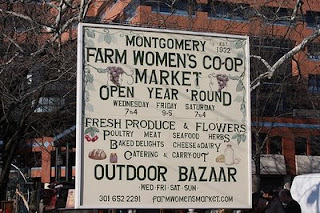 MONTGOMERY EST. 1932
FARM WOMEN'S CO-OP
MARKET
OPEN YEAR 'ROUND
WEDNESDAY FRIDAY SATURDAY
7-4 9-5 7-4
FRESH PRODUCE & FLOWERS
POULTRY MEAT SEAFOOD HERBS
BAKED DELIGHTS CHEESE & DAIRY
CATERING & CARRY-OUT
OUTDOOR BAZAAR
WED-FRI-SAT-SUN
301 652 2291 FARMWOMENSMARKET.COM